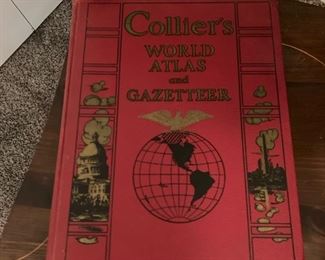 Collier's
WORLD
ATLAS
and
GAZETTEER